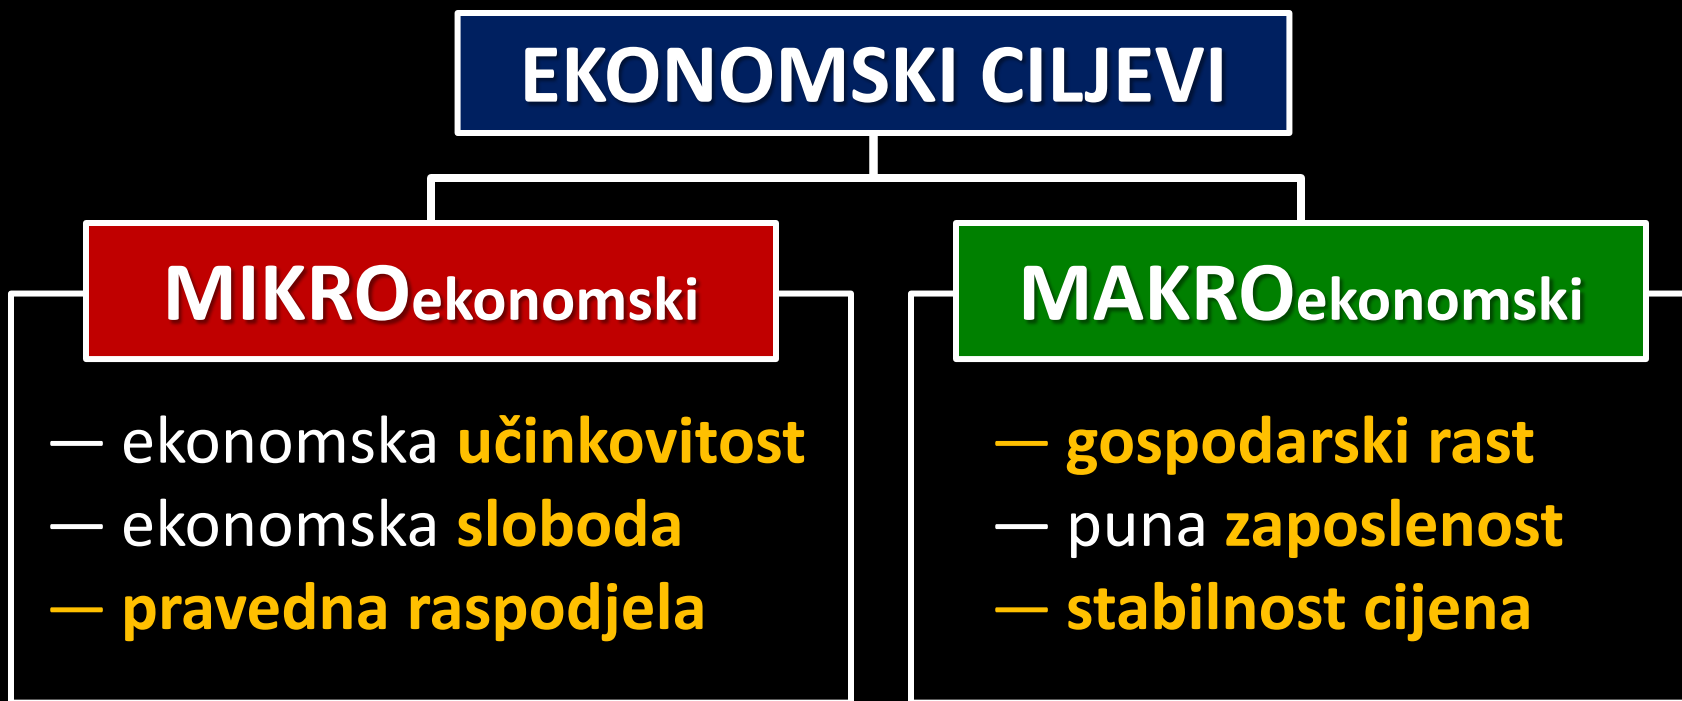 EKONOMSKI CILJEVI
MIKROekonomski
— ekonomska učinkovitost
— ekonomska sloboda
— pravedna raspodjela
MAKROekonomski
— gospodarski rast
— puna zaposlenost
— stabilnost cijena